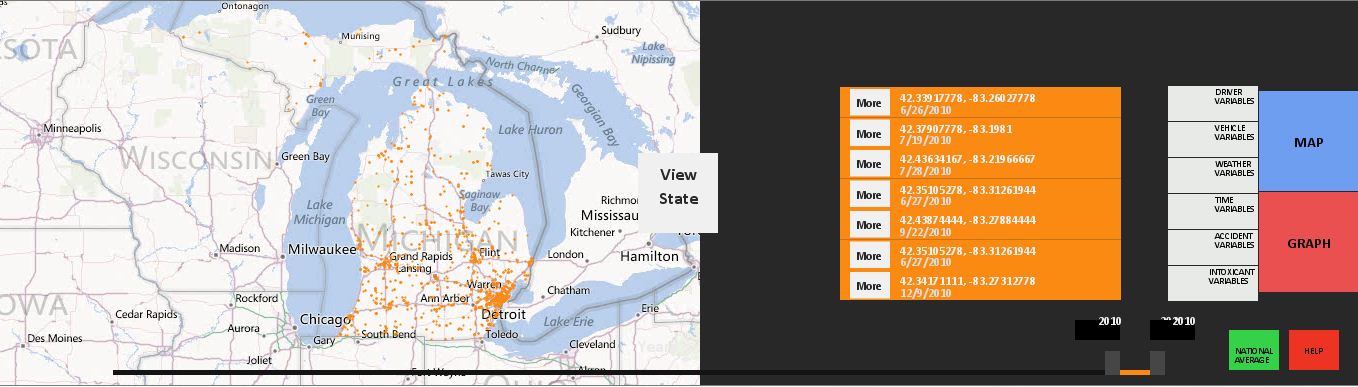 Ontonagon
Munising
Sudbury
Lake
Nipissing
SOTA
North Channel
Great Lakes
Georgian Bay
Green
Bay
Lake Huron
Minneapolis
WISCONSIN
Green Bay
Tawas City
Saginaw
Bay
Lake
Michigan
View
State
Richmo
Mississau
Kitchener
Hamilton
MICHIGAN
Madison
Milwaukee
Grand Rapids
Lansing
Flint
London
Warren
Ann Arbor
Chatham
Detroit
Erie
Lake Erie
OWA
Rockford
Cedar Rapids
Chicago
Aurora
Gary
South Bend
Toledo
Des Moines
Joliet
Cleveland
Fort Wayne
Akron
More
42.33917778, -83.26027778
6/26/2010
More
42.37907778, -83.1981
7/19/2010
More
42.43634167, -83.21966667
7/28/2010
More
42.35105278, -83.31261944
6/27/2010
More
42.43874444, -83.27884444
9/22/2010
More
42.35105278, -83.31261944
6/27/2010
More
42.34171111, -83.27312778
12/9/2010
DRIVER
VARIABLES
VEHICLE
VARIABLES
WEATHER
VARIABLES
TIME
VARIABLES
ACCIDENT
VARIABLES
INTOXICANT
VARIABLES
MAP
GRAPH
2010
2010
NATIONAL
AVERAGE
HELP